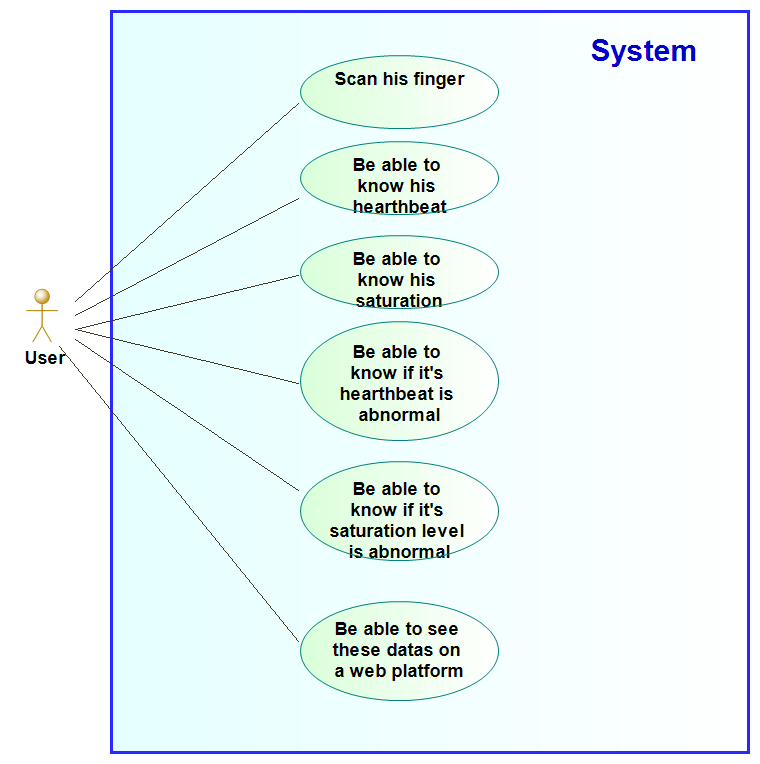 System
Scan his finger
Be able to
know his
hearthbeat
Be able to
know his
saturation
User
Be able to
know if it's
hearthbeat is
abnormal
Be able to
know if it's
saturation level
is abnormal
Be able to see
these datas on
a web platform